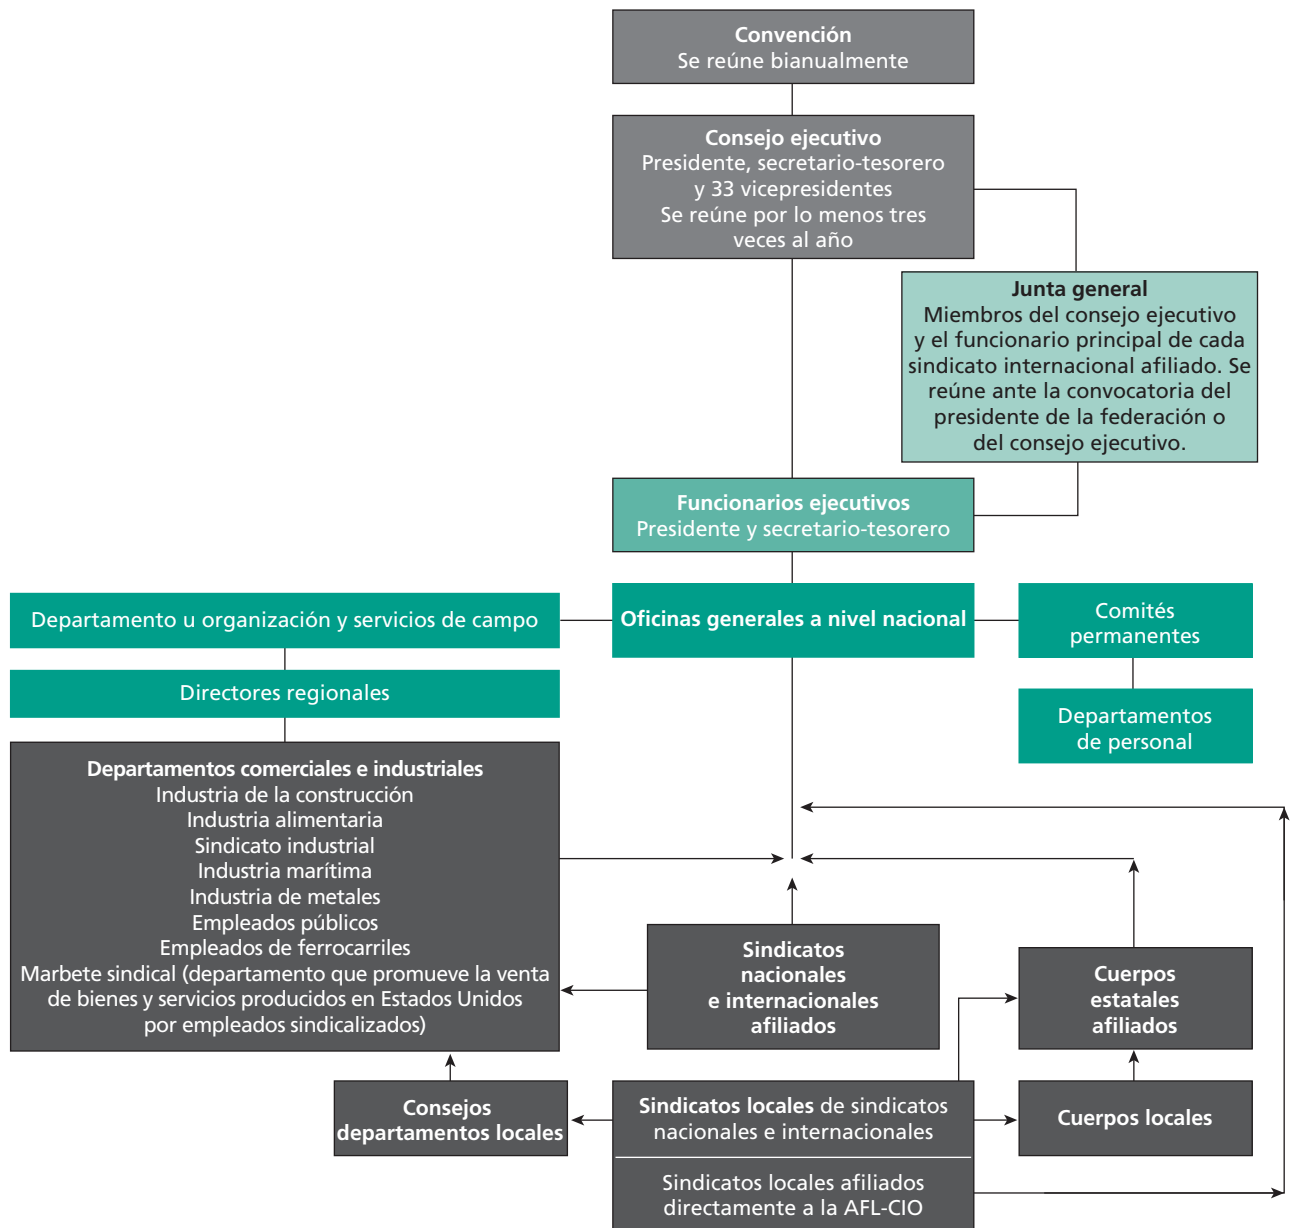 Convención
Se reúne bianualmente
Consejo ejecutivo
Presidente, secretario-tesorero
y 33 vicepresidentes
Se reúne por lo menos tres
veces al año
Junta general
Miembros del consejo ejecutivo
y el funcionario principal de cada
sindicato internacional afiliado. Se
reúne ante la convocatoria del
presidente de la federación o
del consejo ejecutivo.
Funcionarios ejecutivos
Presidente y secretario-tesorero
Departamento u organización y servicios de campo
Oficinas generales a nivel nacional
Comités
permanentes
Directores regionales
Departamentos
de personal
Departamentos comerciales e industriales
Industria de la construcción
Industria alimentaria
Sindicato industrial
Industria marítima
Industria de metales
Empleados públicos
Empleados de ferrocarriles
Marbete sindical (departamento que promueve la venta
de bienes y servicios producidos en Estados Unidos
por empleados sindicalizados)
Sindicatos
nacionales
e internacionales
afiliados
Cuerpos
estatales
afiliados
Consejos
departamentos locales
Sindicatos locales de sindicatos
nacionales e internacionales
Cuerpos locales
Sindicatos locales afiliados
directamente a la AFL-CIO